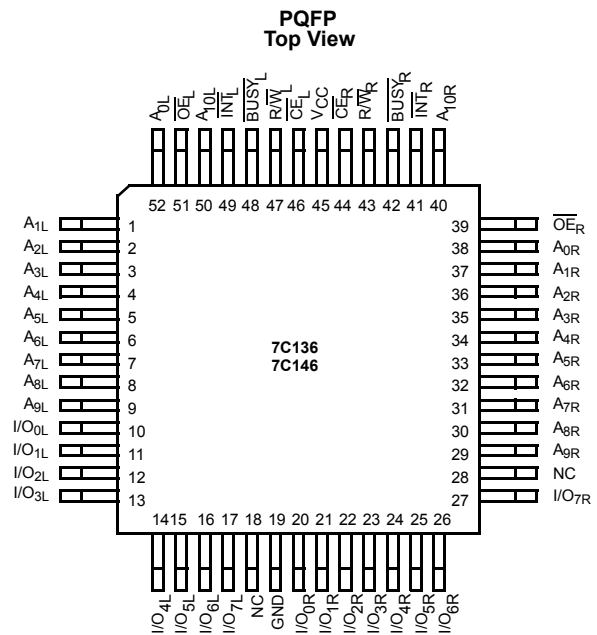 PQFP
Top View
A0L OEL A10L INTL BUSYL R/WL CEL VCC CER R/WR BUSYR INTR A10R
52 51 50 49 48 47 46 45 44 43 42 41 40
A1L 1
A2L 2
A3L 3
A4L 4
A5L 5
A6L 6
A7L 7
A8L 8
A9L 9
I/O0L 10
I/O1L 11
I/O2L 12
I/O3L 13
7C136
7C146
39 OER
38 A0R
37 A1R
36 A2R
35 A3R
34 A4R
33 A5R
32 A6R
31 A7R
30 A8R
29 A9R
28 NC
27 I/O7R
14 15 16 17 18 19 20 21 22 23 24 25 26
I/O4L I/O5L I/O6L I/O7L NC GND I/O0R I/O1R I/O2R I/O3R I/O4R I/O5R I/O6R